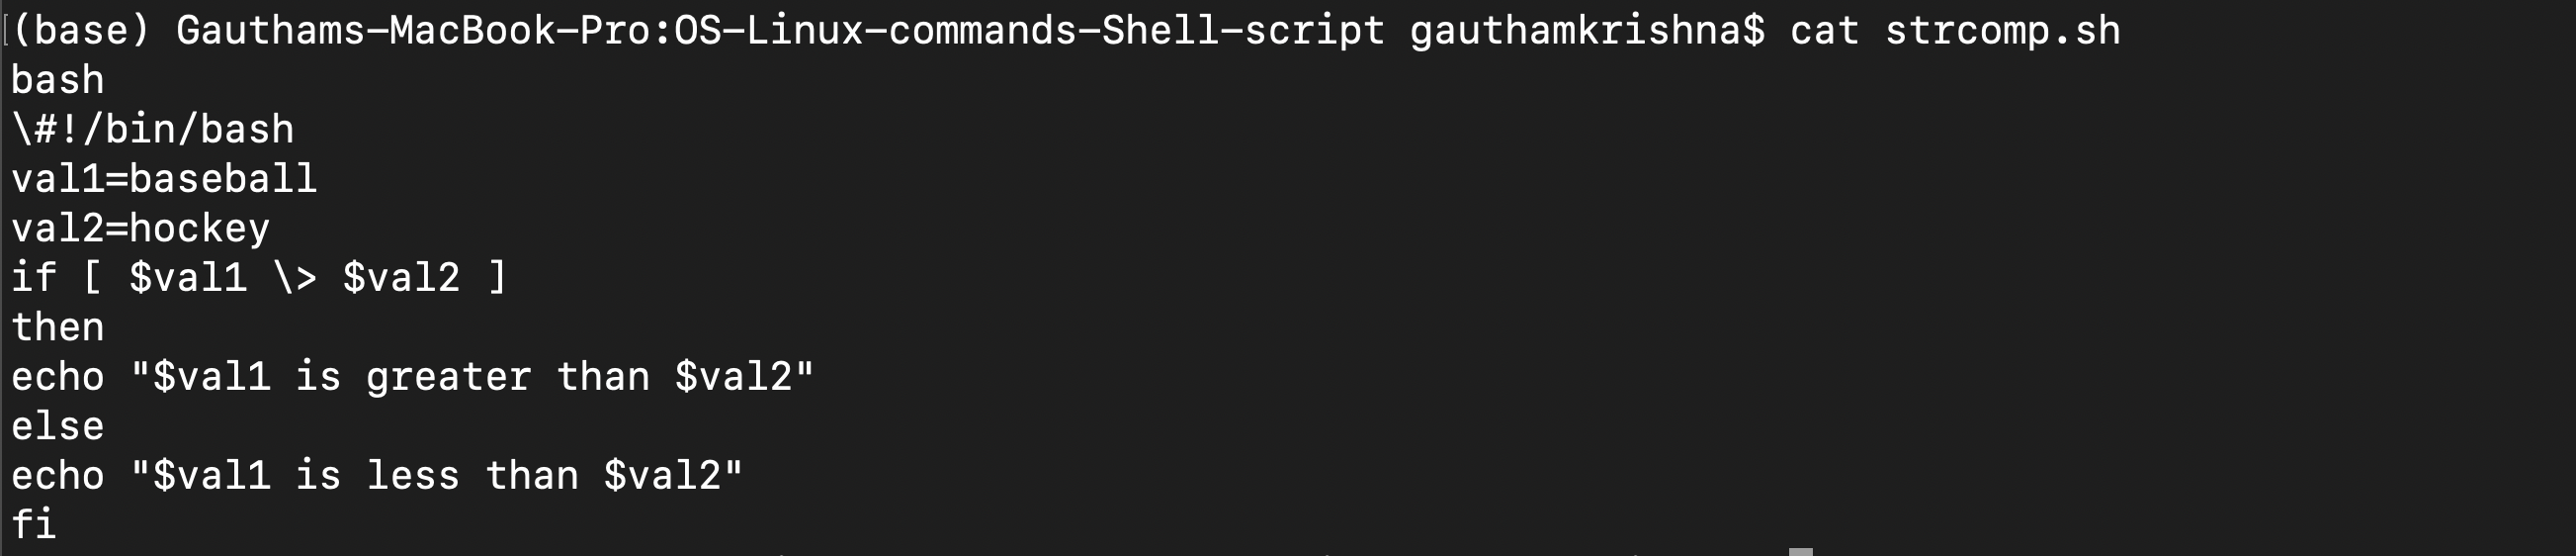 (base) Gauthams-MacBook-Pro:OS-Linux-commands-Shell-script gauthamkrishna$ cat strcomp.sh
bash
\#!/bin/bash
val1=baseball
val2=hockey
if [ $val1 \> $val2 ]
then
echo "$val1 is greater than $val2"
else
echo "$val1 is less than $val2"
fi